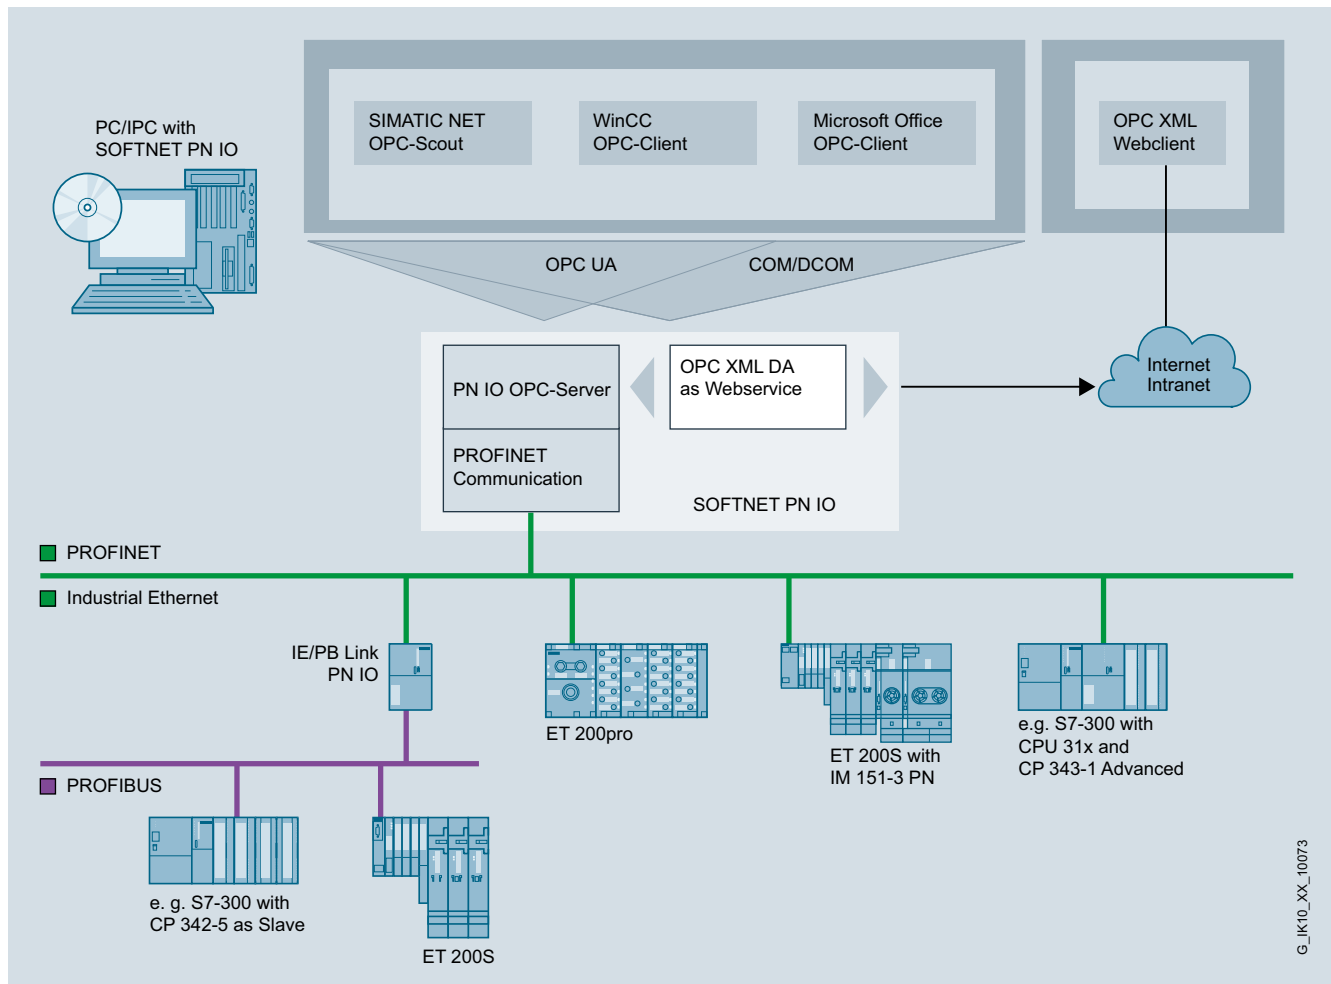 PC/IPC with
SOFTNET PN IO
SIMATIC NET
OPC-Scout
WinCC
OPC-Client
Microsoft Office
OPC-Client
OPC XML
Webclient
OPC UA
COM/DCOM
PN IO OPC-Server
OPC XML DA
as Webservice
Internet
Intranet
PROFINET
Communication
SOFTNET PN IO
PROFINET
Industrial Ethernet
IE/PB Link
PN IO
ET 200pro
ET 200S with
IM 151-3 PN
e.g. S7-300 with
CPU 31x and
CP 343-1 Advanced
PROFIBUS
e. g. S7-300 with
CP 342-5 as Slave
ET 200S
G_IK10_XX_10073